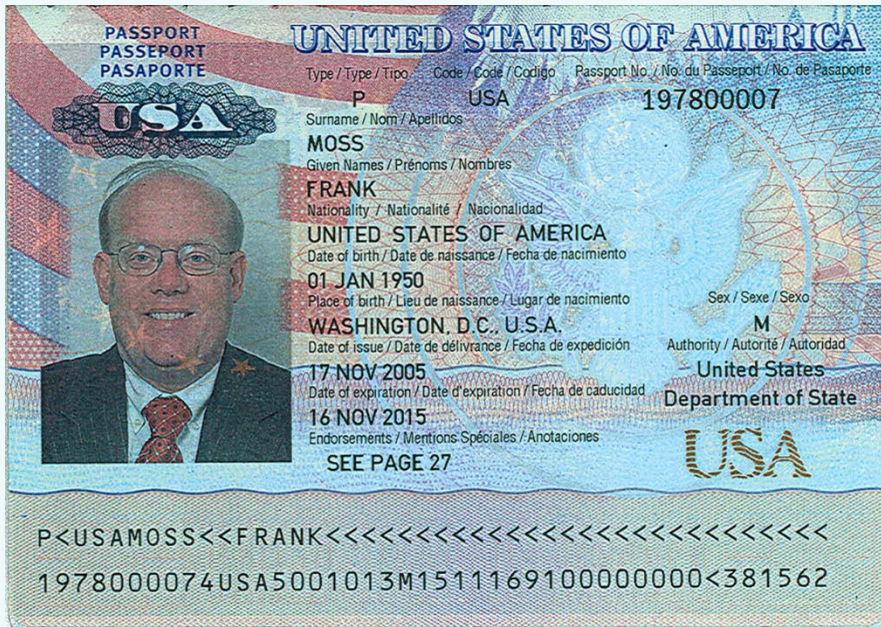 PASSPORT
PASSEPORT
PASAPORTE
USA
UNITED STATES OF AMERICA
Type / Type / Tipo Code / Code / Codigo Passport No. / No. du Passeport / No. de Pasaporte
P USA 197800007
Surname / Nom / Apellidos
MOSS
Given Names / Prénoms / Nombres
FRANK
Nationality / Nationalité / Nacionalidad
UNITED STATES OF AMERICA
Date of birth / Date de naissance / Fecha de nacimiento
01 JAN 1950
Place of birth / Lieu de naissance / Lugar de nacimiento Sex / Sexe / Sexo
WASHINGTON, D.C., U.S.A. M
Date of issue / Date de délivrance / Fecha de expedición Authority / Autorité / Autoridad
17 NOV 2005 United States
Date of expiration / Date d'expiration / Fecha de caducidad Department of State
16 NOV 2015
Endorsements / Mentions Spéciales / Anotaciones
SEE PAGE 27 USA
P<USAMOSS<<FRANK<<<<<<<<<<<<<<<<<<<<<<<<<<<<
1978000074USA5001013M1511169100000000<381562